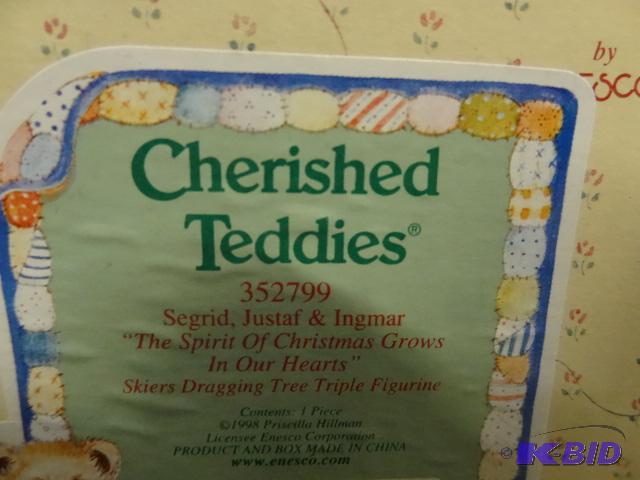 by
Cherished
Teddies®
352799
Segrid, Justaf & Ingmar
"The Spirit Of Christmas Grows
In Our Hearts"
Skiers Dragging Tree Triple Figurine
Contents: 1 Piece
©1998 Priscilla Hillman
Licensee Enesco Corporation
PRODUCT AND BOX MADE IN CHINA
www.enesco.com
© K-BID